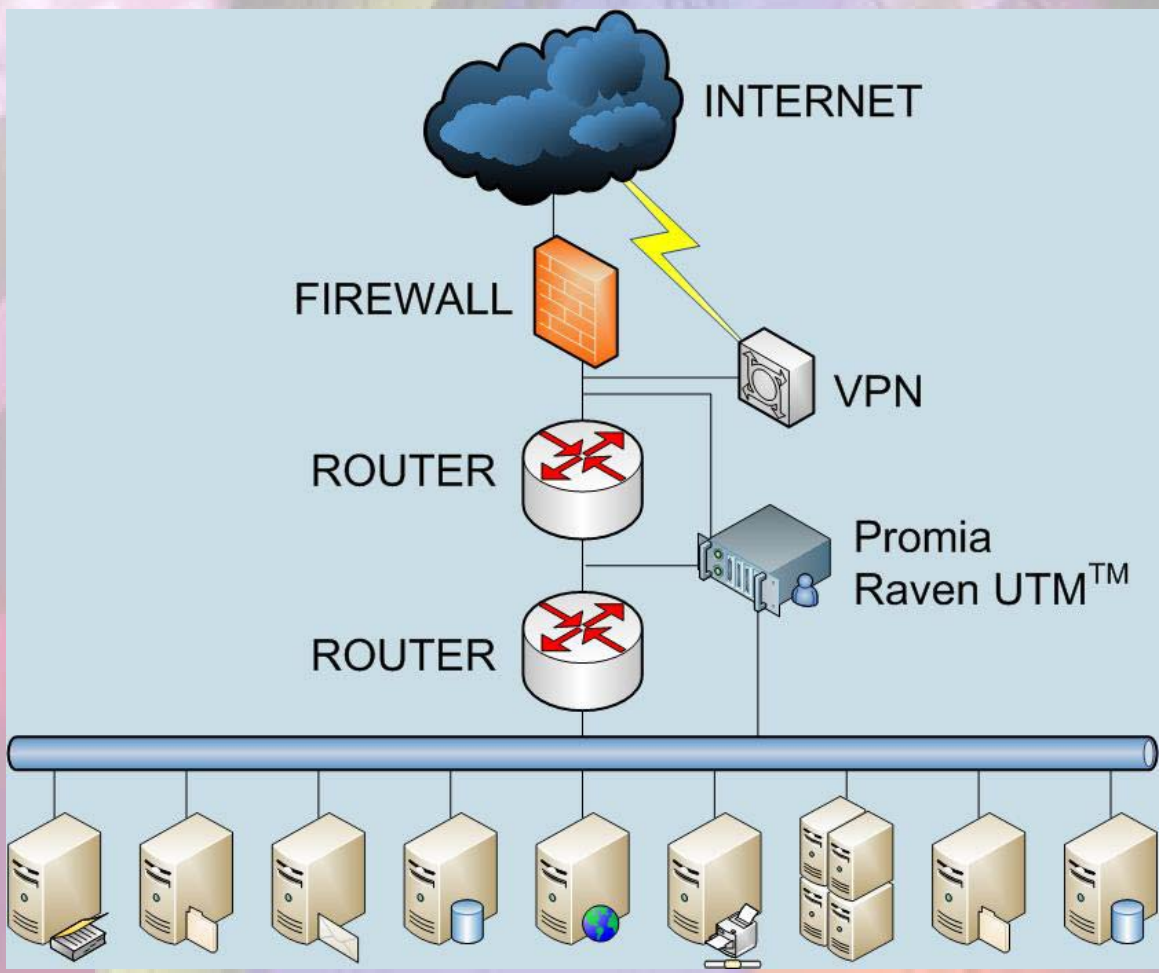 INTERNET
FIREWALL
VPN
ROUTER
Promia
Raven UTM™
ROUTER